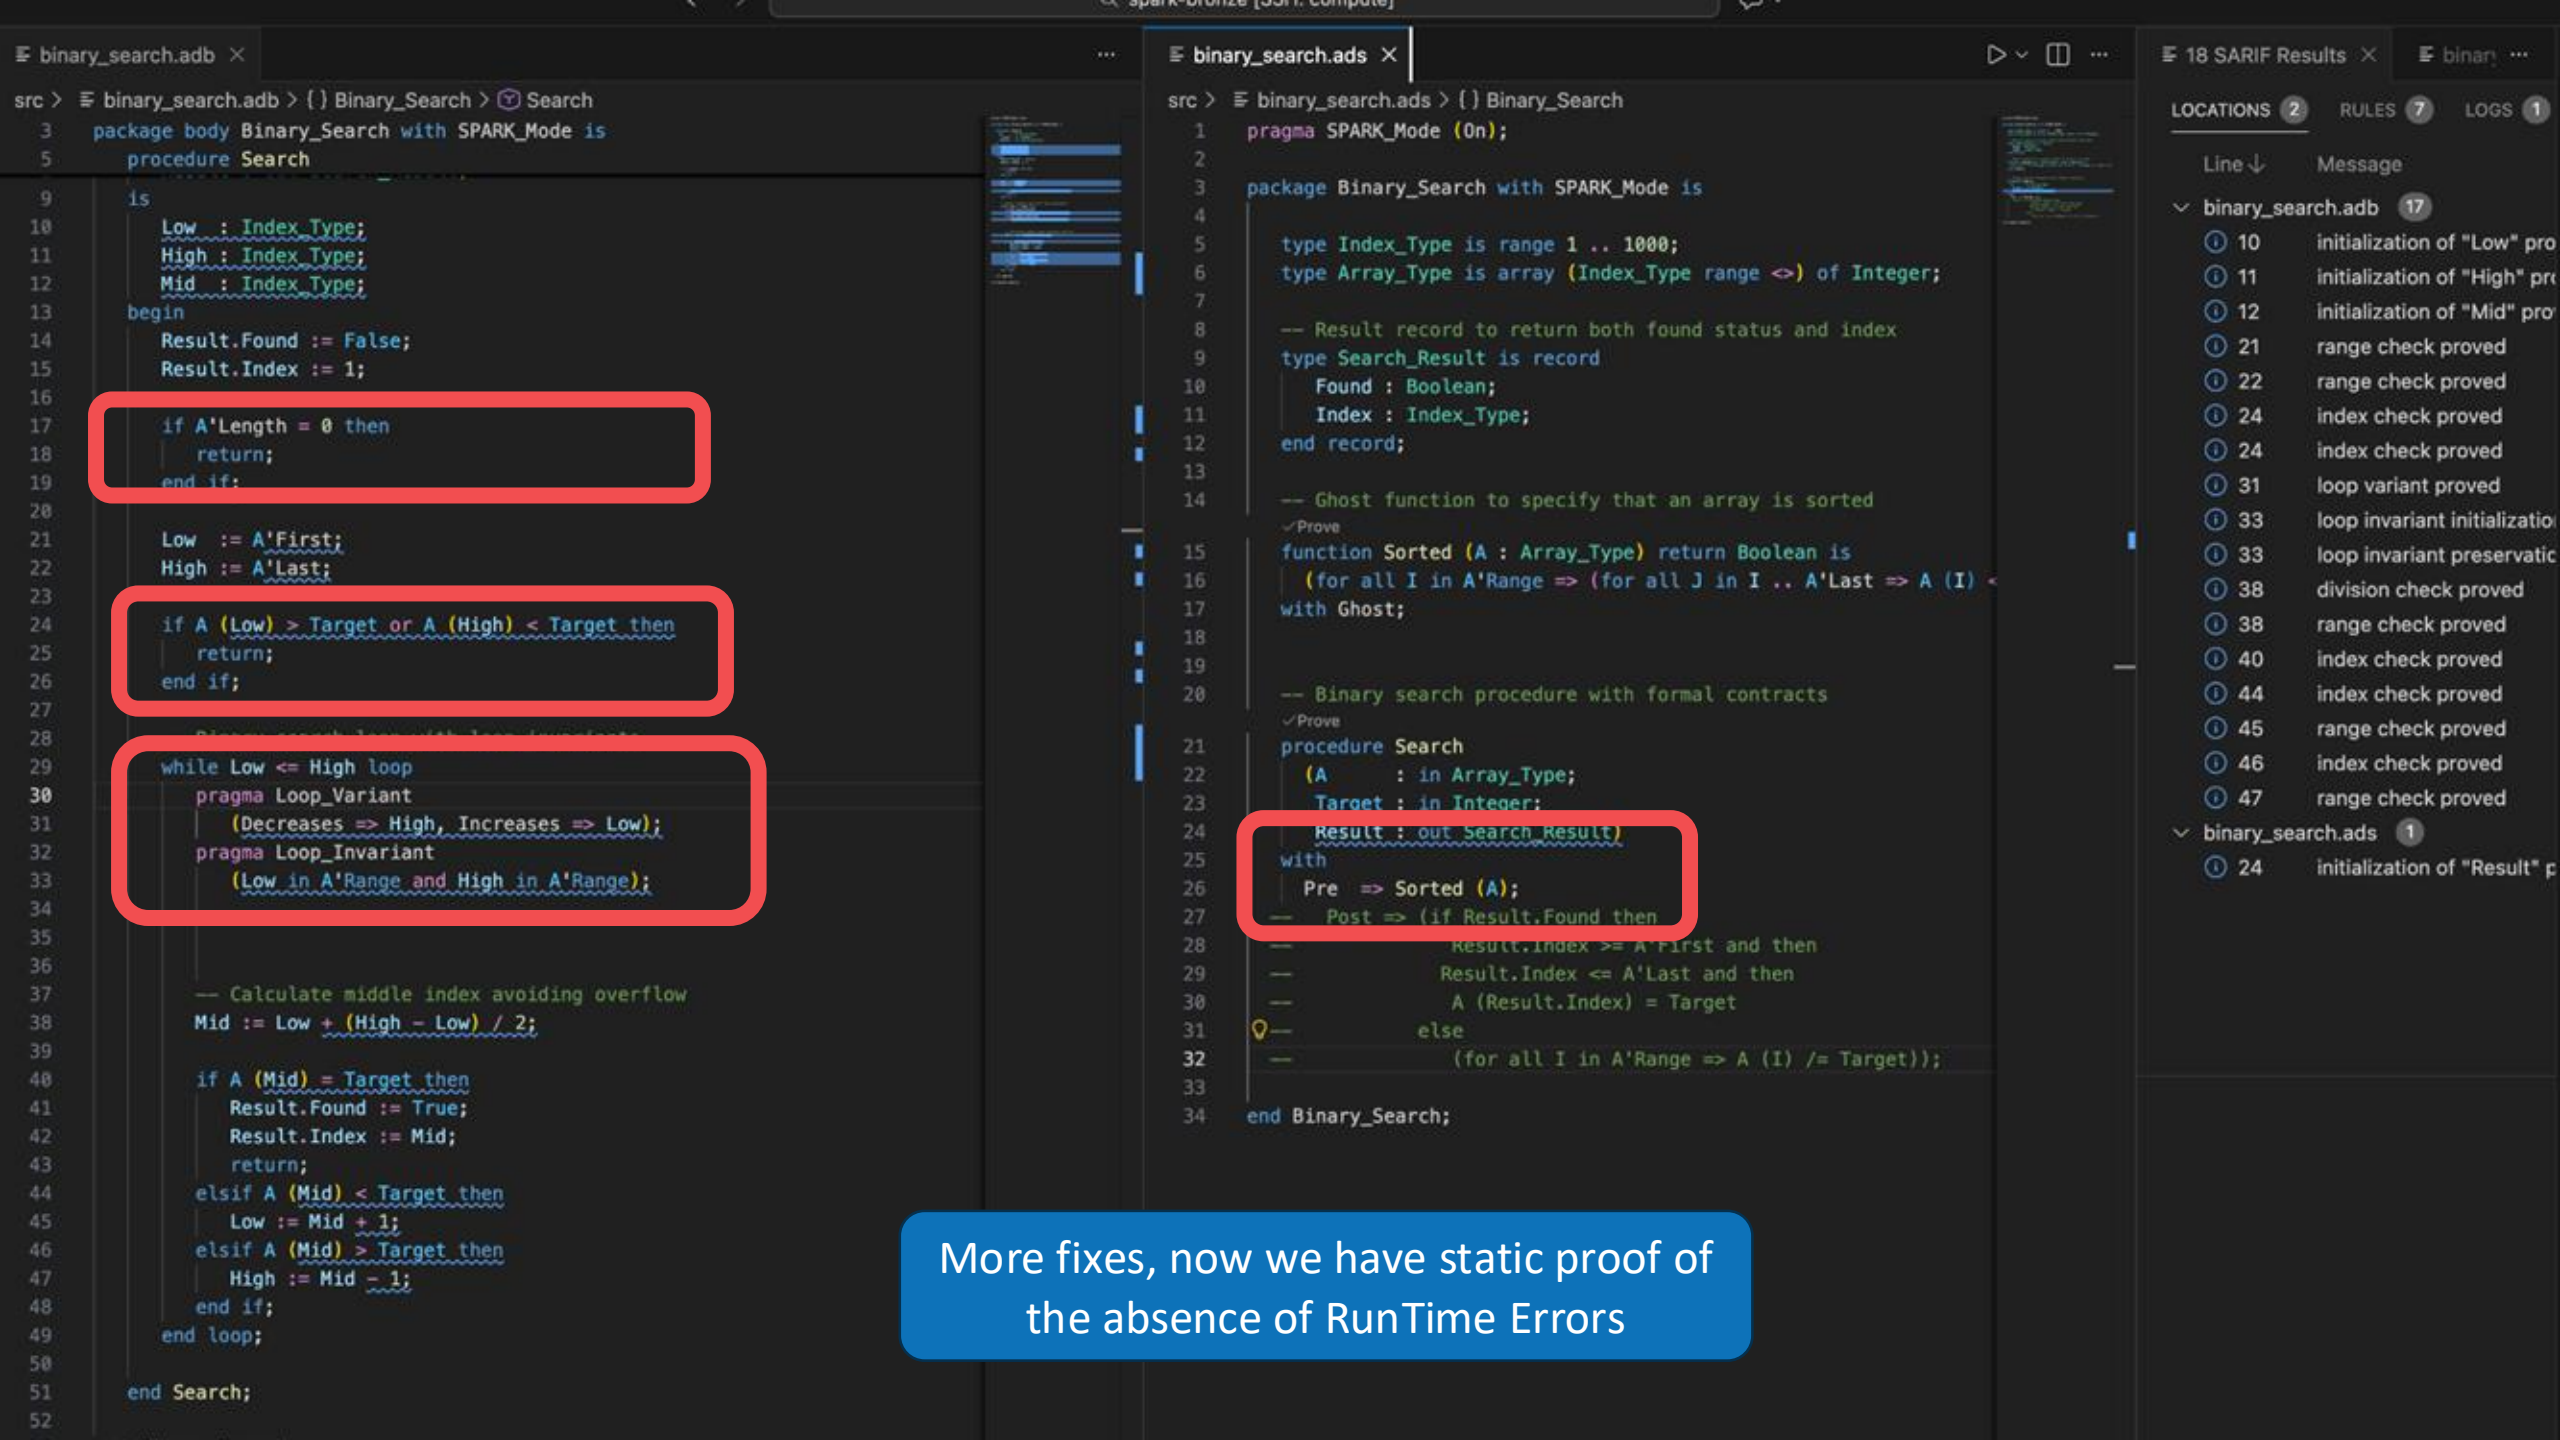 spark-bronze [SSH: compute]
binary_search.adb
src > binary_search.adb > {} Binary_Search > Search
3 package body Binary_Search with SPARK_Mode is
5 procedure Search
9 is
10 Low : Index_Type;
11 High : Index_Type;
12 Mid : Index_Type;
13 begin
14 Result.Found := False;
15 Result.Index := 1;
16
17 if A'Length = 0 then
18 return;
19 end if;
20
21 Low := A'First;
22 High := A'Last;
23
24 if A (Low) > Target or A (High) < Target then
25 return;
26 end if;
27
28 -- Binary search loop with loop invariants
29 while Low <= High loop
30 pragma Loop_Variant
31 (Decreases => High, Increases => Low);
32 pragma Loop_Invariant
33 (Low in A'Range and High in A'Range);
34
35
36
37 -- Calculate middle index avoiding overflow
38 Mid := Low + (High - Low) / 2;
39
40 if A (Mid) = Target then
41 Result.Found := True;
42 Result.Index := Mid;
43 return;
44 elsif A (Mid) < Target then
45 Low := Mid + 1;
46 elsif A (Mid) > Target then
47 High := Mid - 1;
48 end if;
49 end loop;
50
51 end Search;
52
binary_search.ads
src > binary_search.ads > {} Binary_Search
1 pragma SPARK_Mode (On);
2
3 package Binary_Search with SPARK_Mode is
4
5 type Index_Type is range 1 .. 1000;
6 type Array_Type is array (Index_Type range <>) of Integer;
7
8 -- Result record to return both found status and index
9 type Search_Result is record
10 Found : Boolean;
11 Index : Index_Type;
12 end record;
13
14 -- Ghost function to specify that an array is sorted
✓Prove
15 function Sorted (A : Array_Type) return Boolean is
16 (for all I in A'Range => (for all J in I .. A'Last => A (I) <
17 with Ghost;
18
19
20 -- Binary search procedure with formal contracts
✓Prove
21 procedure Search
22 (A : in Array_Type;
23 Target : in Integer;
24 Result : out Search_Result)
25 with
26 Pre => Sorted (A);
27 -- Post => (if Result.Found then
28 -- Result.Index >= A'First and then
29 -- Result.Index <= A'Last and then
30 -- A (Result.Index) = Target
31 -- else
32 -- (for all I in A'Range => A (I) /= Target));
33
34 end Binary_Search;
18 SARIF Results
binary
LOCATIONS 2 RULES 7 LOGS 1
Line Message
binary_search.adb 17
10 initialization of "Low" pro
11 initialization of "High" pro
12 initialization of "Mid" pro
21 range check proved
22 range check proved
24 index check proved
24 index check proved
31 loop variant proved
33 loop invariant initializatio
33 loop invariant preservatic
38 division check proved
38 range check proved
40 index check proved
44 index check proved
45 range check proved
46 index check proved
47 range check proved
binary_search.ads 1
24 initialization of "Result" p
More fixes, now we have static proof of
the absence of RunTime Errors